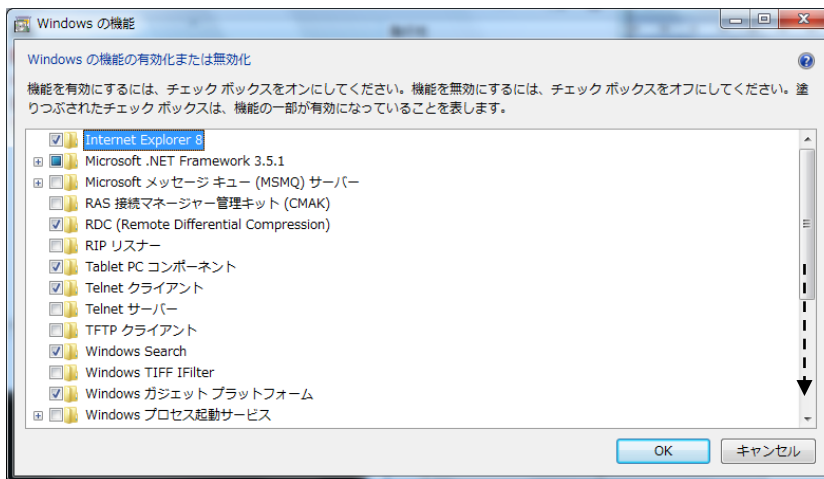 Windows の機能
Windows の機能の有効化または無効化
機能を有効にするには、チェック ボックスをオンにしてください。機能を無効にするには、チェック ボックスをオフにしてください。塗
りつぶされたチェック ボックスは、機能の一部が有効になっていることを表します。
Internet Explorer 8
Microsoft .NET Framework 3.5.1
Microsoft メッセージ キュー (MSMQ) サーバー
RAS 接続マネージャー管理キット (CMAK)
RDC (Remote Differential Compression)
RIP リスナー
Tablet PC コンポーネント
Telnet クライアント
Telnet サーバー
TFTP クライアント
Windows Search
Windows TIFF IFilter
Windows ガジェット プラットフォーム
Windows プロセス起動サービス
OK
キャンセル